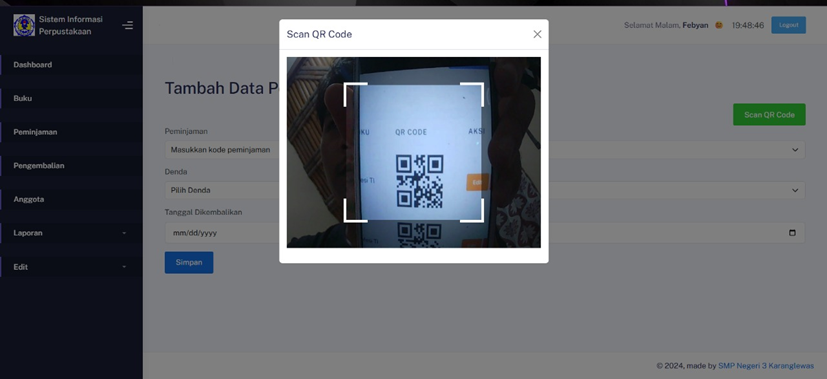 Sistem Informasi
Perpustakaan
Selamat Malam, Febyan
19:48:46
Logout
Scan QR Code
Dashboard
Buku
Peminjaman
Pengembalian
Anggota
Laporan
Edit
Tambah Data P
Scan QR Code
Peminjaman
Masukkan kode peminjaman
Denda
Pilih Denda
Tanggal Dikembalikan
mm/dd/yyyy
Simpan
KU QR CODE AKSI
© 2024, made by SMP Negeri 3 Karanglewas